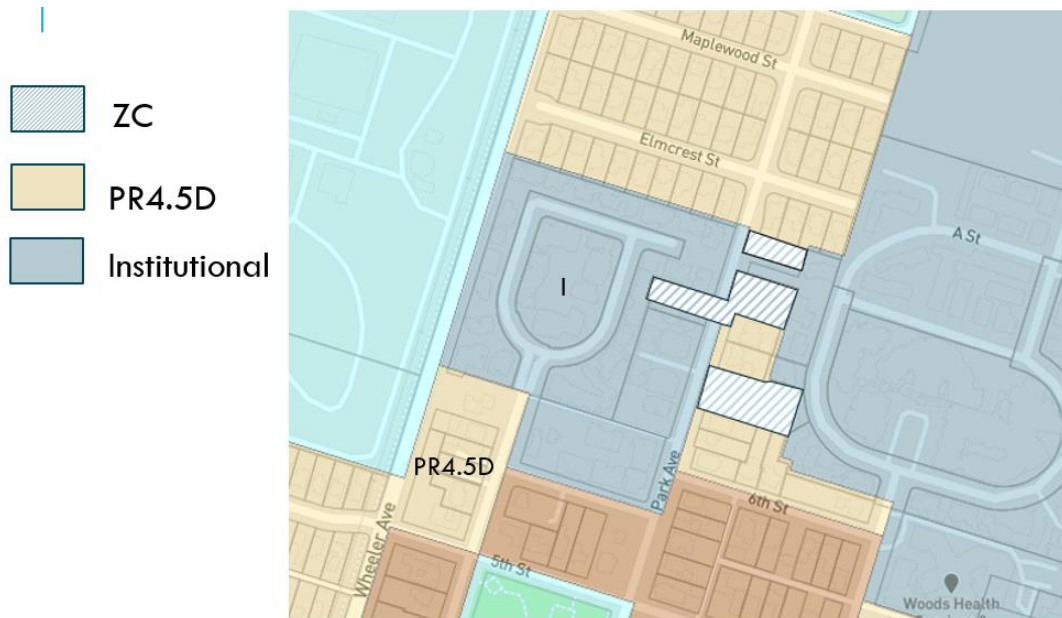 ZC
PR4.5D
Institutional
Maplewood St
Elmcrest St
A St
I
PR4.5D
Park Ave
6th St
Wheeler Ave
5th St
Woods Health